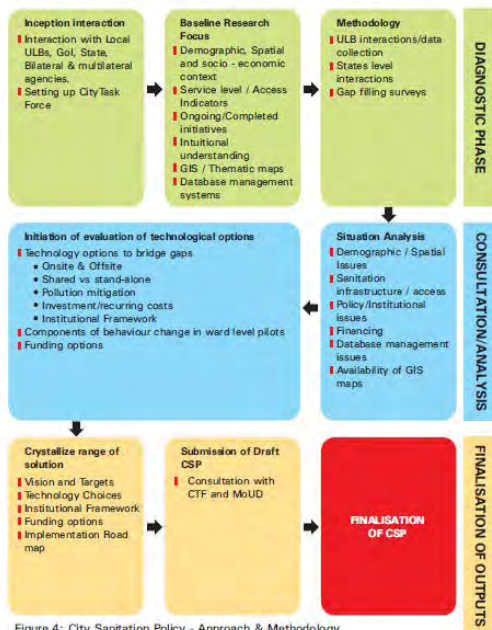 Inception interaction
Interaction with Local
ULBs, GoI, State,
Bilateral & multilateral
agencies.
Setting up CityTask
Force
Baseline Research
Focus
Demographic, Spatial
and socio - economic
context
Service level / Access
Indicators
Ongoing/Completed
initiatives
Intuitional
understanding
GIS / Thematic maps
Database management
systems
Methodology
ULB interactions/data
collection
States level
interactions
Gap filling surveys
DIAGNOSTIC PHASE
Situation Analysis
Demographic / Spatial
Issues
Sanitation
infrastructure / access
Policy/Institutional
issues
Financing
Database management
issues
Availability of GIS
maps
Initiation of evaluation of technological options
Technology options to bridge gaps
• Onsite & Offsite
• Shared vs stand-alone
• Pollution mitigation
• Investment/recurring costs
• Institutional Framework
Components of behaviour change in ward level pilots
Funding options
CONSULTATION/ANALYSIS
Crystallize range of
solution
Vision and Targets
Technology Choices
Institutional Framework
Funding options
Implementation Road
map
Submission of Draft
CSP
Consultation with
CTF and MoUD
FINALISATION
OF CSP
FINALISATION OF OUTPUTS
Figure 4: City Sanitation Policy - Approach & Methodology